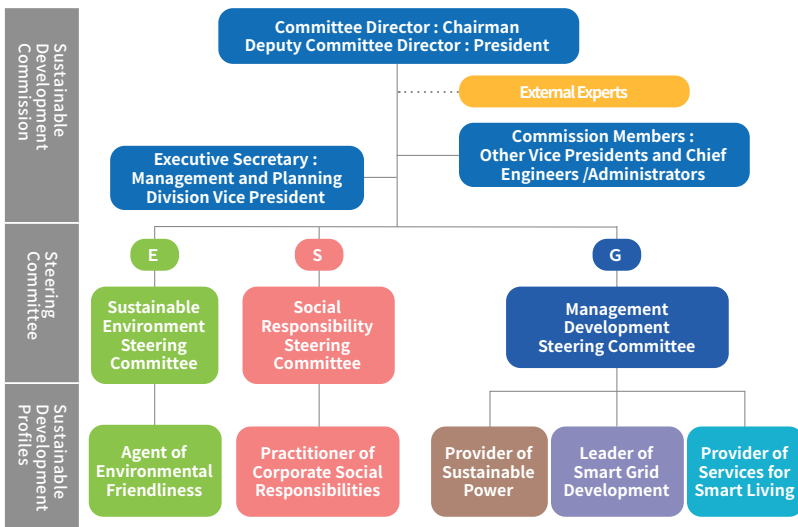 Sustainable
Development
Commission
Committee Director : Chairman
Deputy Committee Director : President
External Experts
Commission Members :
Other Vice Presidents and Chief
Engineers /Administrators
Executive Secretary :
Management and Planning
Division Vice President
Steering
Committee
E
S
G
Sustainable
Environment
Steering
Committee
Social
Responsibility
Steering
Committee
Management
Development
Steering Committee
Sustainable
Development
Profiles
Agent of
Environmental
Friendliness
Practitioner of
Corporate Social
Responsibilities
Provider of
Sustainable
Power
Leader of
Smart Grid
Development
Provider of
Services for
Smart Living